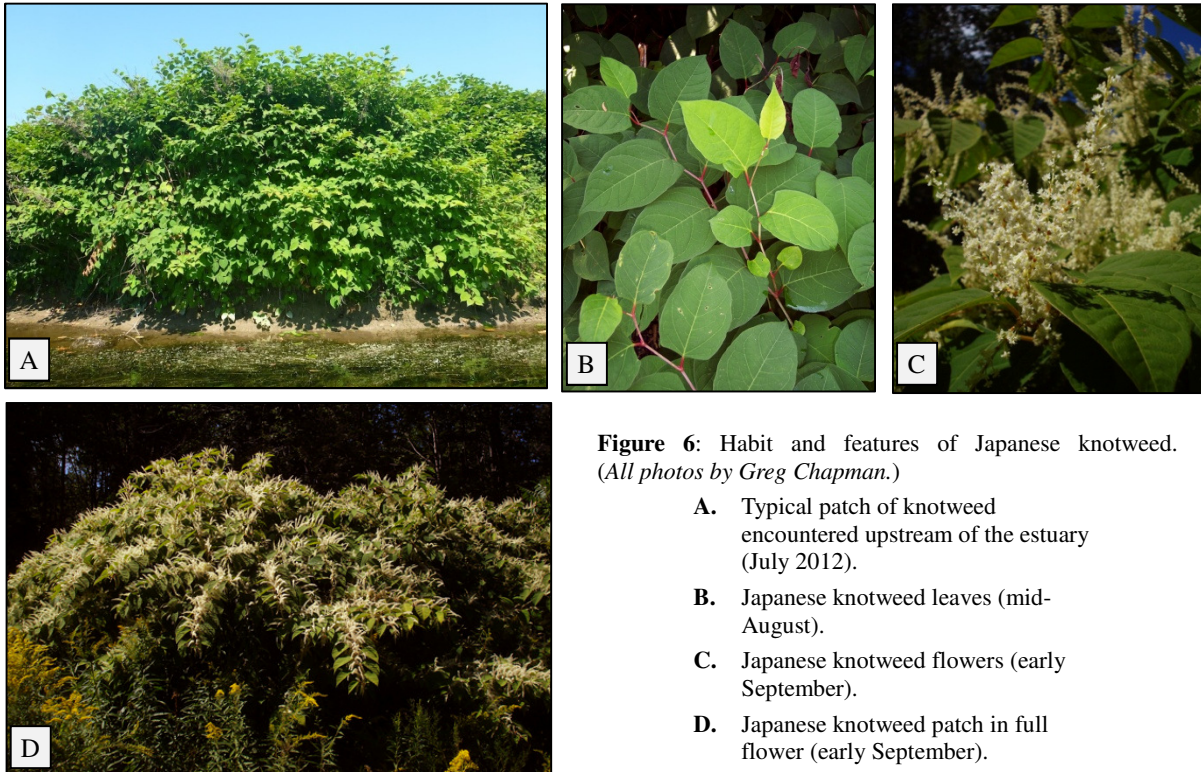 A
B
C
D
Figure 6: Habit and features of Japanese knotweed.
(All photos by Greg Chapman.)
A. Typical patch of knotweed
encountered upstream of the estuary
(July 2012).
B. Japanese knotweed leaves (mid-
August).
C. Japanese knotweed flowers (early
September).
D. Japanese knotweed patch in full
flower (early September).